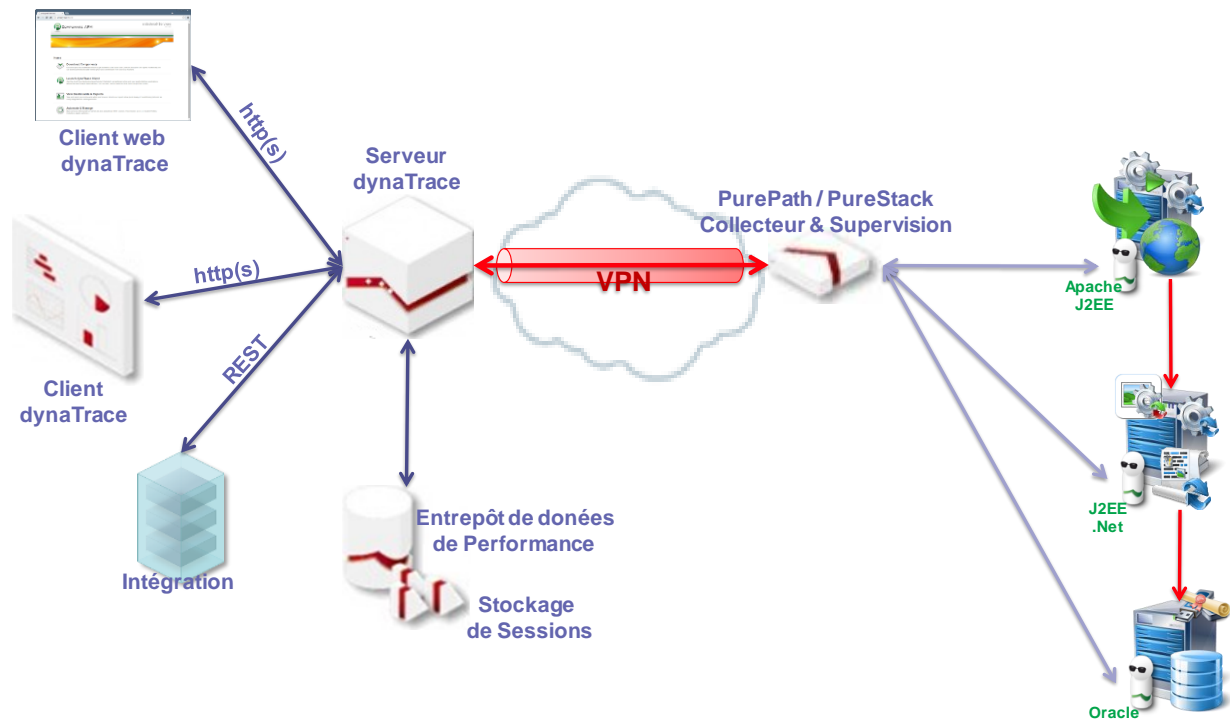 Client web
dynaTrace
http(s)
Serveur
dynaTrace
PurePath / PureStack
Collecteur & Supervision
http(s)
VPN
Apache
J2EE
REST
Client
dynaTrace
J2EE
.Net
Entrepôt de donées
de Performance
Intégration
Stockage
de Sessions
Oracle